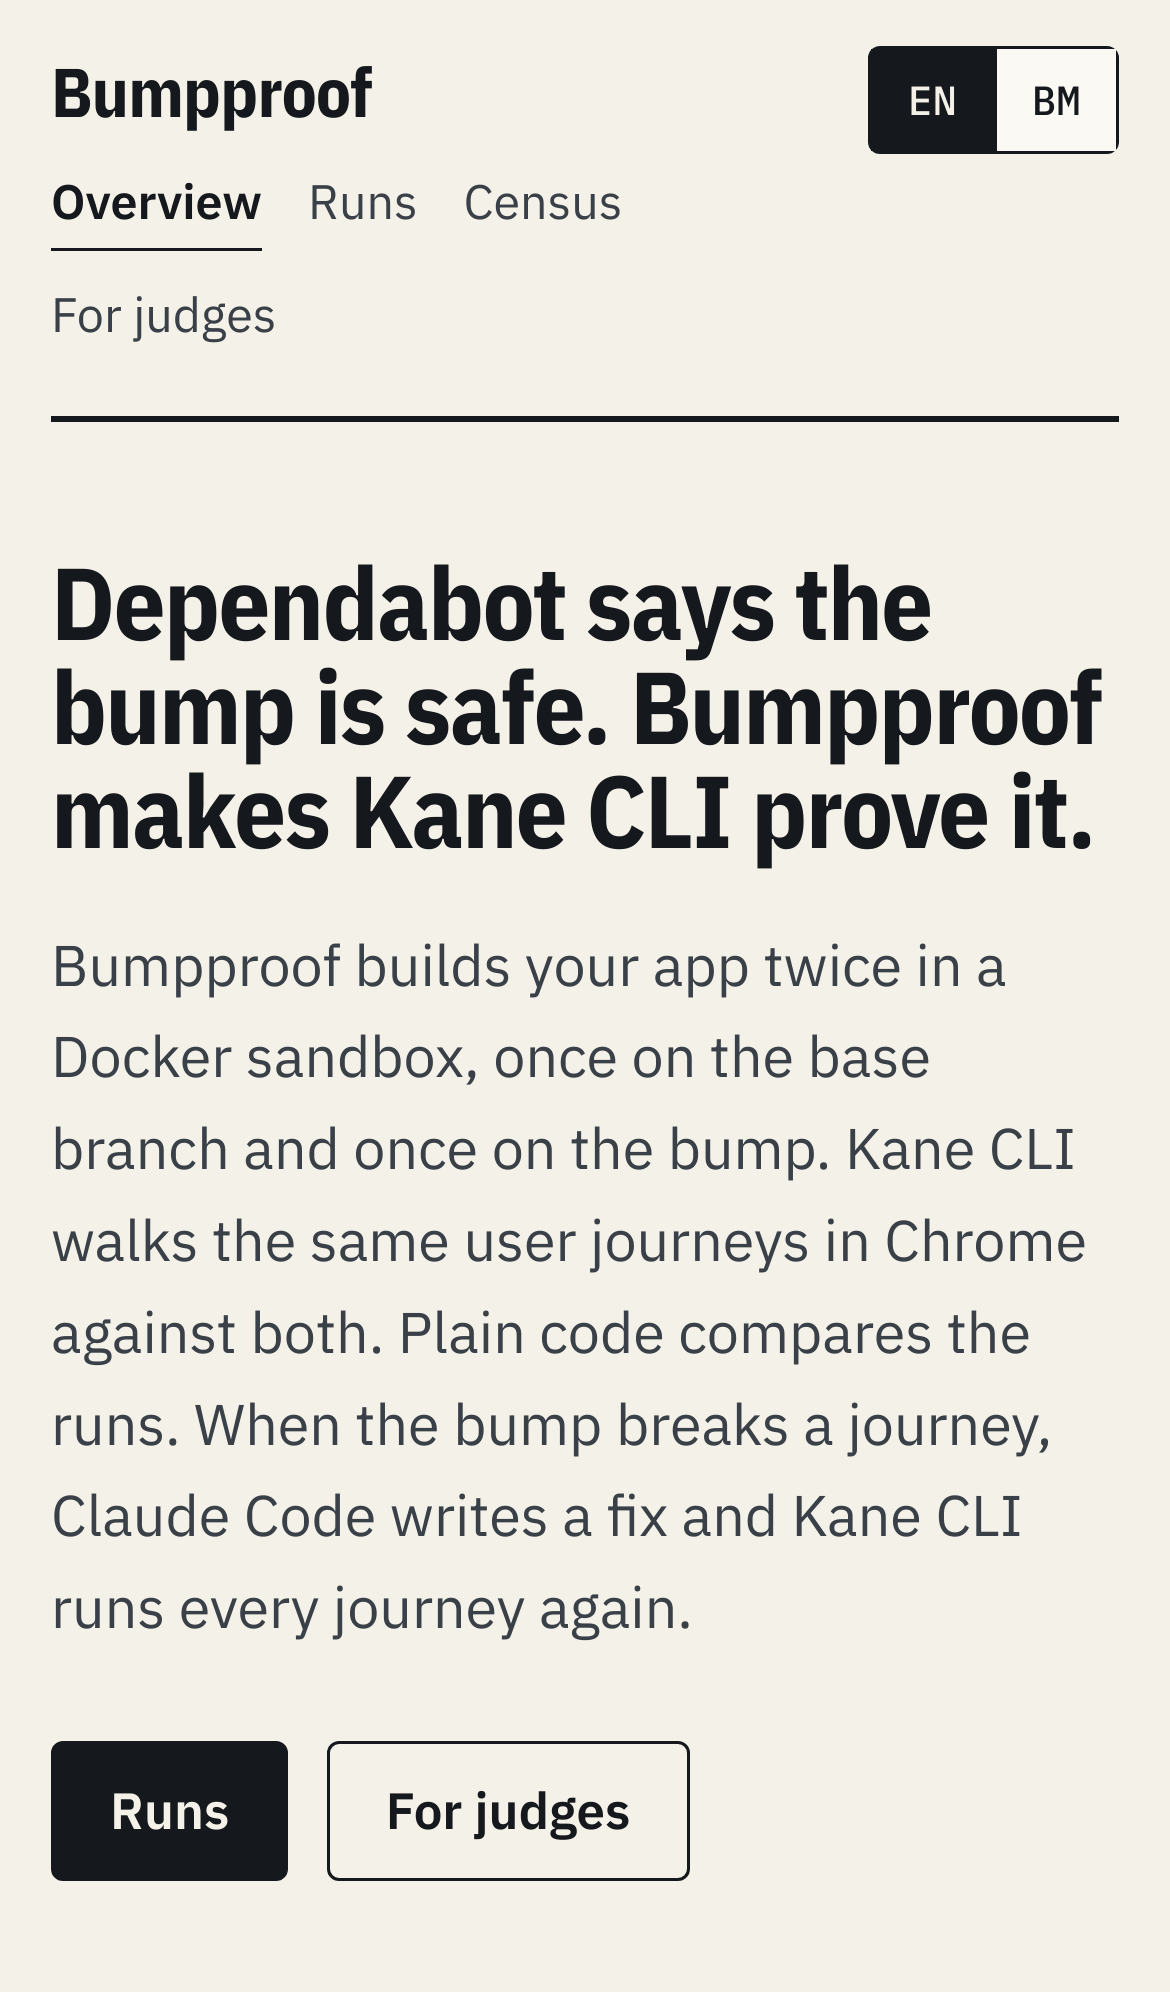 Bumpproof
EN BM
Overview Runs Census
For judges
Dependabot says the
bump is safe. Bumpproof
makes Kane CLI prove it.
Bumpproof builds your app twice in a
Docker sandbox, once on the base
branch and once on the bump. Kane CLI
walks the same user journeys in Chrome
against both. Plain code compares the
runs. When the bump breaks a journey,
Claude Code writes a fix and Kane CLI
runs every journey again.
Runs For judges